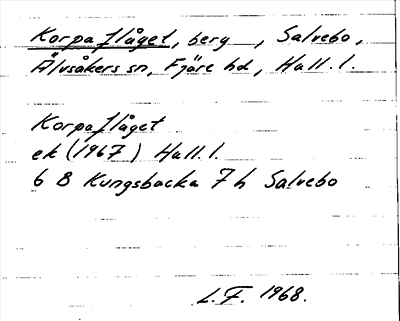 Korpaflåget, berg, Salvebo,
Älvsåkers sn, Fjäre hd, Hall. l.
Korpaflåget
ek (1967) Hall. l.
6 B Kungsbacka 7 h Salvebo
L.F. 1968.